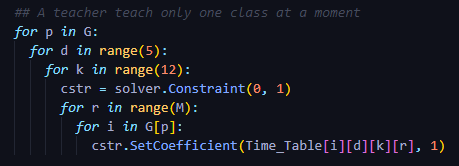 ## A teacher teach only one class at a moment
for p in G:
for d in range(5):
for k in range(12):
cstr = solver.Constraint(0, 1)
for r in range(M):
for i in G[p]:
cstr.SetCoefficient(Time_Table[i][d][k][r], 1)